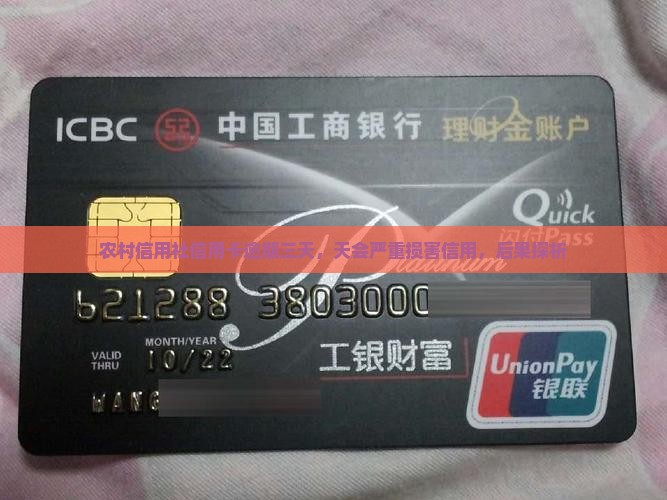 ICBC 中国工商银行 理财金账户
Quick
闪付Pass
农村信用社信用卡逾期三天，天会严重损害信用，后果探析
Platinum
621288 3803000
MONTH/YEAR
VALID THRU 10/22
工银财富
UnionPay
银联
WANG